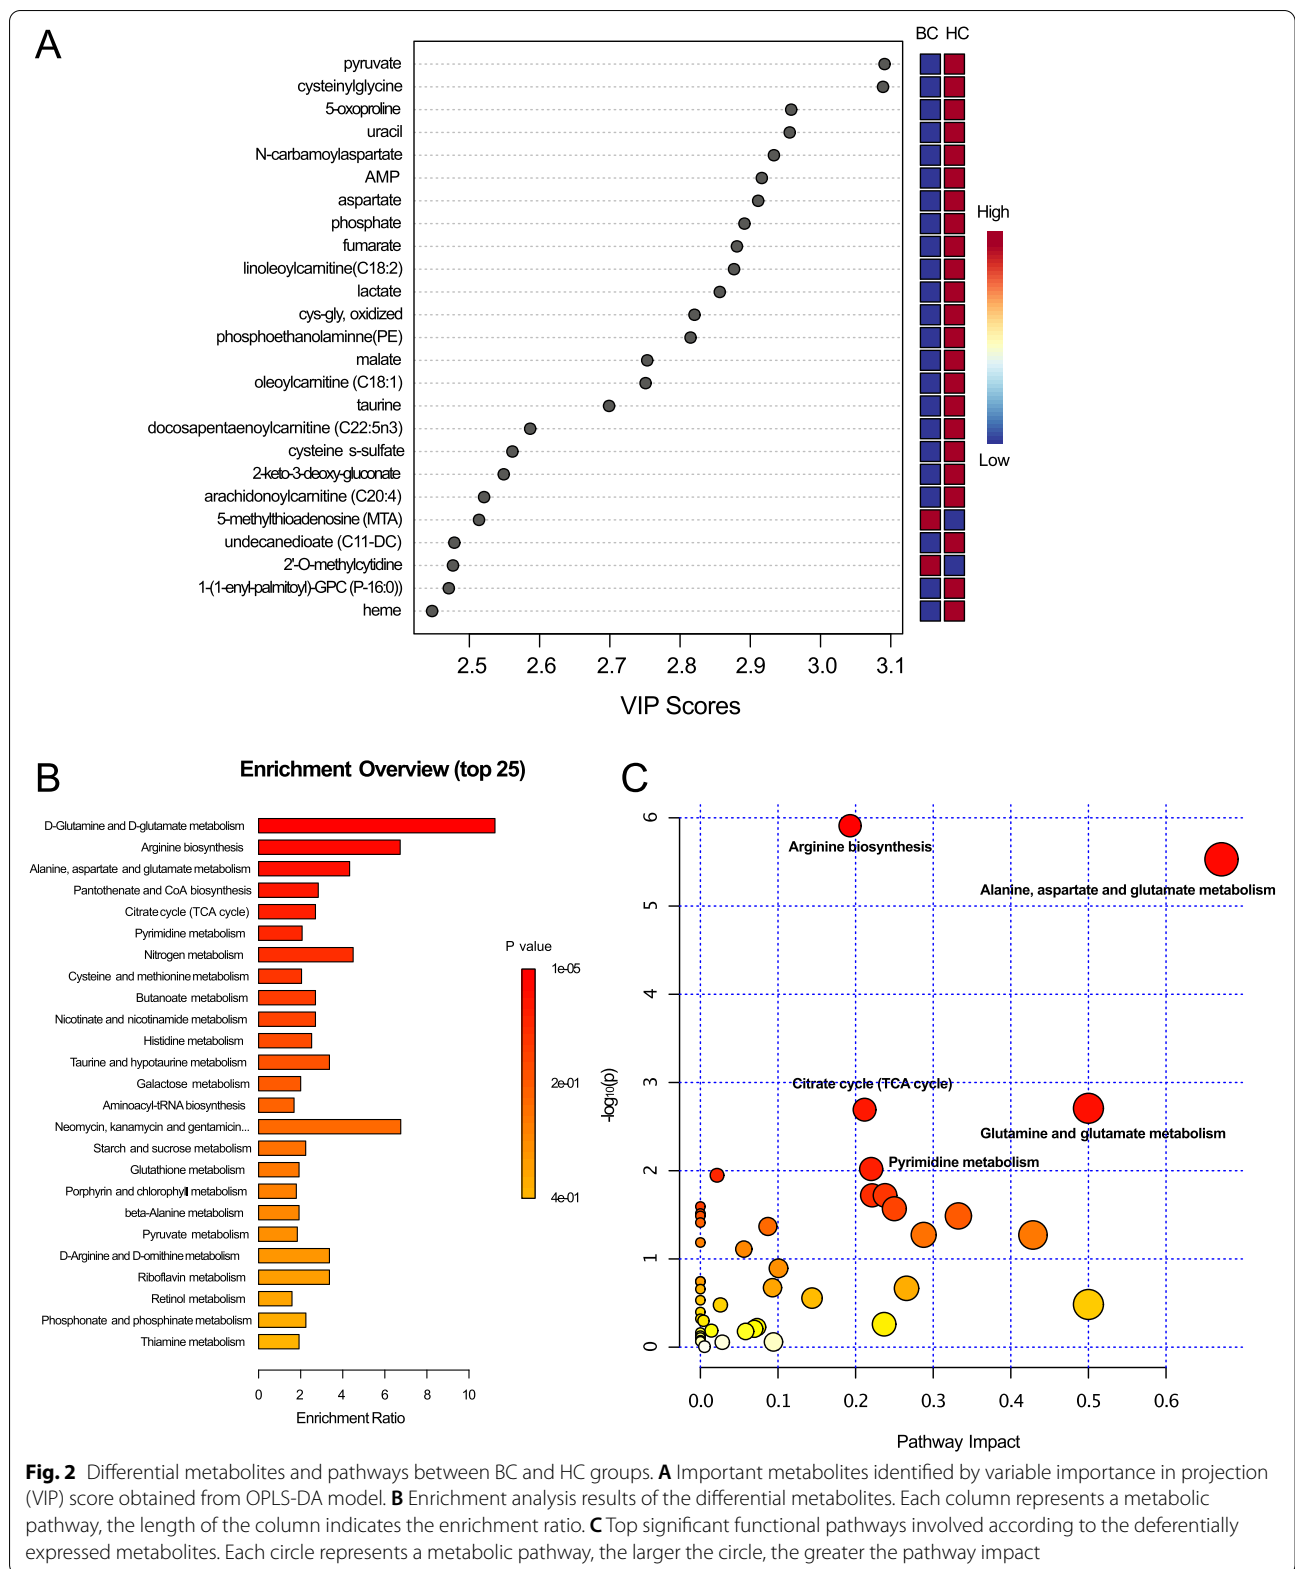 A
BC HC
pyruvate
cysteinylglycine
5-oxoproline
uracil
N-carbamoylaspartate
AMP
aspartate
phosphate
fumarate
linoleoylcarnitine(C18:2)
lactate
cys-gly, oxidized
phosphoethanolaminne(PE)
malate
oleoylcarnitine (C18:1)
taurine
docosapentaenoylcarnitine (C22:5n3)
cysteine s-sulfate
2-keto-3-deoxy-gluconate
arachidonoylcarnitine (C20:4)
5-methylthioadenosine (MTA)
undecanedioate (C11-DC)
2'-O-methylcytidine
1-(1-enyl-palmitoyl)-GPC (P-16:0))
heme
High
Low
2.5 2.6 2.7 2.8 2.9 3.0 3.1
VIP Scores
B
Enrichment Overview (top 25)
D-Glutamine and D-glutamate metabolism
Arginine biosynthesis
Alanine, aspartate and glutamate metabolism
Pantothenate and CoA biosynthesis
Citrate cycle (TCA cycle)
Pyrimidine metabolism
Nitrogen metabolism
Cysteine and methionine metabolism
Butanoate metabolism
Nicotinate and nicotinamide metabolism
Histidine metabolism
Taurine and hypotaurine metabolism
Galactose metabolism
Aminoacyl-tRNA biosynthesis
Neomycin, kanamycin and gentamicin...
Starch and sucrose metabolism
Glutathione metabolism
Porphyrin and chlorophyll metabolism
beta-Alanine metabolism
Pyruvate metabolism
D-Arginine and D-ornithine metabolism
Riboflavin metabolism
Retinol metabolism
Phosphonate and phosphinate metabolism
Thiamine metabolism
0 2 4 6 8 10
Enrichment Ratio
P value
1e-05
2e-01
4e-01
C
6
5
4
3
2
1
0
-log10(p)
Arginine biosynthesis
Alanine, aspartate and glutamate metabolism
Citrate cycle (TCA cycle)
Glutamine and glutamate metabolism
Pyrimidine metabolism
0.0 0.1 0.2 0.3 0.4 0.5 0.6
Pathway Impact
Fig. 2 Differential metabolites and pathways between BC and HC groups. A Important metabolites identified by variable importance in projection
(VIP) score obtained from OPLS-DA model. B Enrichment analysis results of the differential metabolites. Each column represents a metabolic
pathway, the length of the column indicates the enrichment ratio. C Top significant functional pathways involved according to the deferentially
expressed metabolites. Each circle represents a metabolic pathway, the larger the circle, the greater the pathway impact